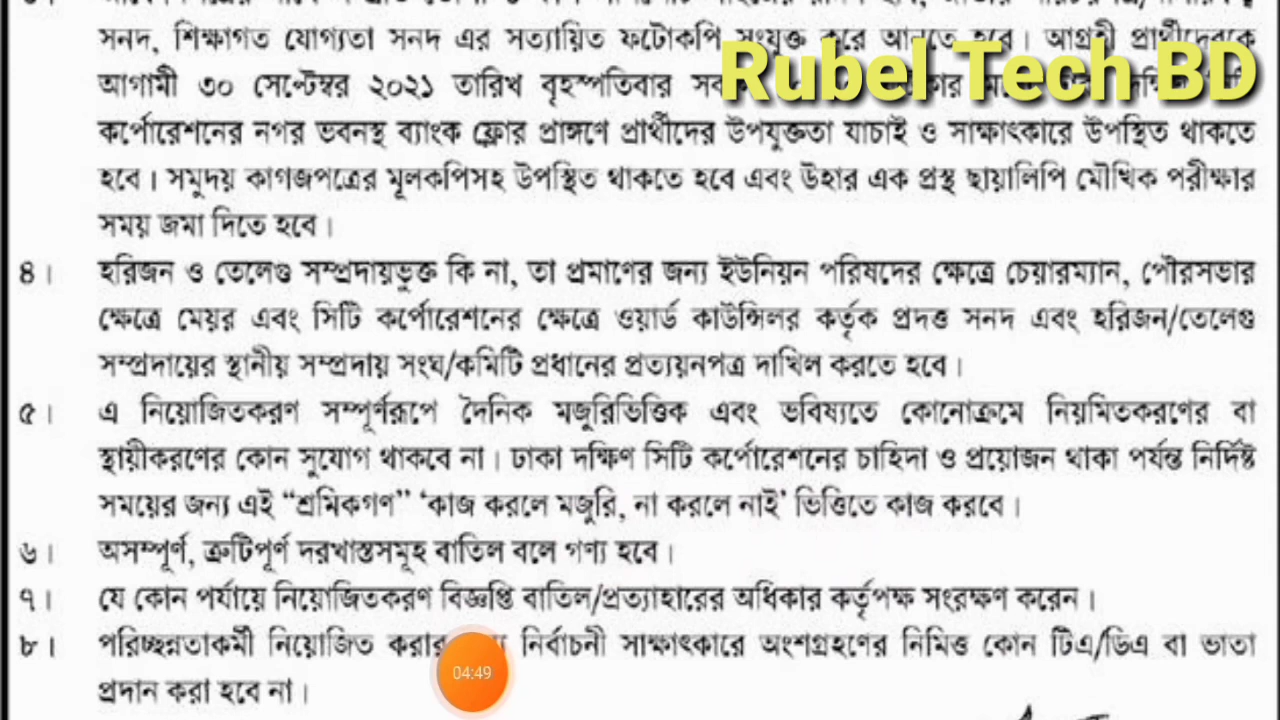 সনদ, শিক্ষাগত যোগ্যতা সনদ এর সত্যায়িত ফটোকপি সংযুক্ত করে আনতে হবে। আগ্রহী প্রার্থীদেরকে
Rubel Tech BD
আগামী ৩০ সেপ্টেম্বর ২০২১ তারিখ বৃহস্পতিবার
কর্পোরেশনের নগর ভবনস্থ ব্যাংক ফ্লোর প্রাঙ্গণে প্রার্থীদের উপযুক্ততা যাচাই ও সাক্ষাৎকারে উপস্থিত থাকতে
হবে। সমুদয় কাগজপত্রের মূলকপিসহ উপস্থিত থাকতে হবে এবং উহার এক প্রস্থ ছায়ালিপি মৌখিক পরীক্ষার
সময় জমা দিতে হবে।
৪। হরিজন ও তেলেগু সম্প্রদায়ভুক্ত কি না, তা প্রমাণের জন্য ইউনিয়ন পরিষদের ক্ষেত্রে চেয়ারম্যান, পৌরসভার
ক্ষেত্রে মেয়র এবং সিটি কর্পোরেশনের ক্ষেত্রে ওয়ার্ড কাউন্সিলর কর্তৃক প্রদত্ত সনদ এবং হরিজন/তেলেগু
সম্প্রদায়ের স্থানীয় সম্প্রদায় সংঘ/কমিটি প্রধানের প্রত্যয়নপত্র দাখিল করতে হবে।
৫। এ নিয়োজিতকরণ সম্পূর্ণরূপে দৈনিক মজুরিভিত্তিক এবং ভবিষ্যতে কোনোক্রমে নিয়মিতকরণের বা
স্থায়ীকরণের কোন সুযোগ থাকবে না। ঢাকা দক্ষিণ সিটি কর্পোরেশনের চাহিদা ও প্রয়োজন থাকা পর্যন্ত নির্দিষ্ট
সময়ের জন্য এই “শ্রমিকগণ” ‘কাজ করলে মজুরি, না করলে নাই’ ভিত্তিতে কাজ করবে।
৬। অসম্পূর্ণ, ত্রুটিপূর্ণ দরখাস্তসমূহ বাতিল বলে গণ্য হবে।
৭। যে কোন পর্যায়ে নিয়োজিতকরণ বিজ্ঞপ্তি বাতিল/প্রত্যাহারের অধিকার কর্তৃপক্ষ সংরক্ষণ করেন।
৮। পরিচ্ছন্নতাকর্মী নিয়োজিত করার নির্বাচনী সাক্ষাৎকারে অংশগ্রহণের নিমিত্ত কোন টিএ/ডিএ বা ভাতা
04:49
প্রদান করা হবে না।